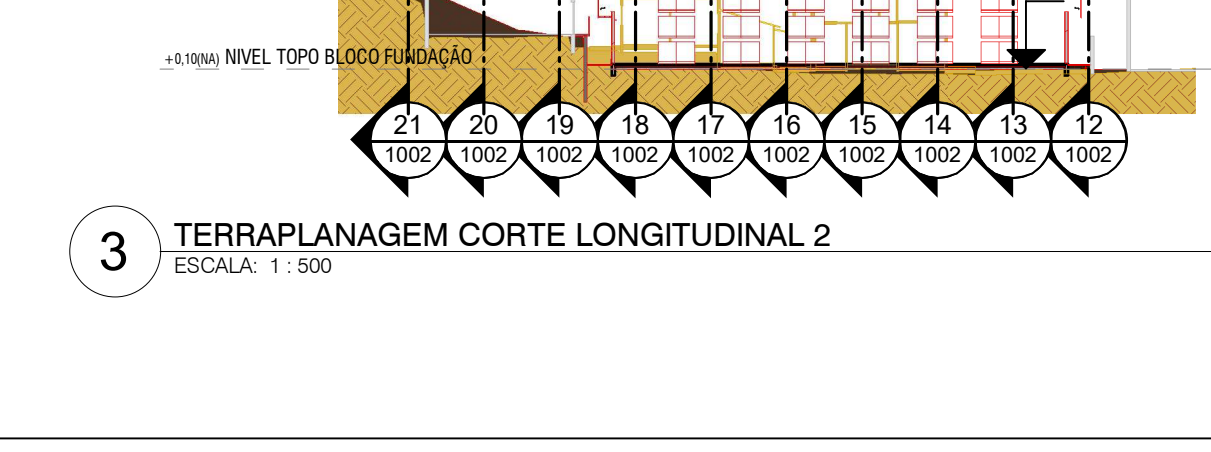 +0,10(NA) NIVEL TOPO BLOCO FUNDAÇÃO
21 20 19 18 17 16 15 14 13 12
1002 1002 1002 1002 1002 1002 1002 1002 1002 1002
3 TERRAPLANAGEM CORTE LONGITUDINAL 2
ESCALA: 1 : 500